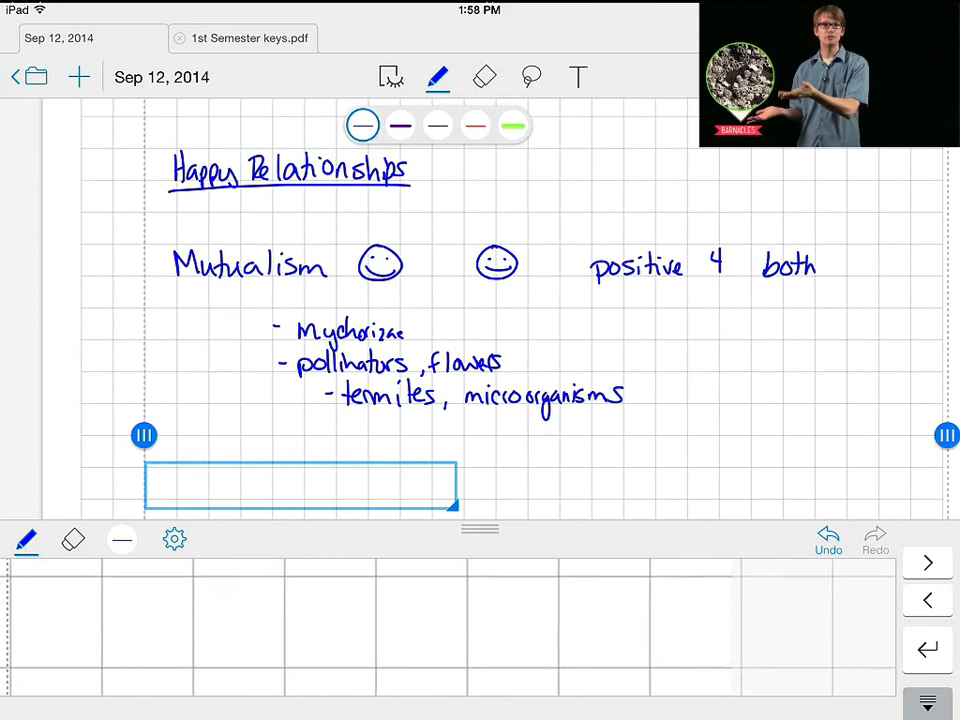 iPad 1:58 PM
Sep 12, 2014 1st Semester keys.pdf
Sep 12, 2014 T
BARNACLES
Happy Relationships
Mutualism positive 4 both
- Mychorizae
- pollinators, flowers
- termites, microorganisms
Undo Redo